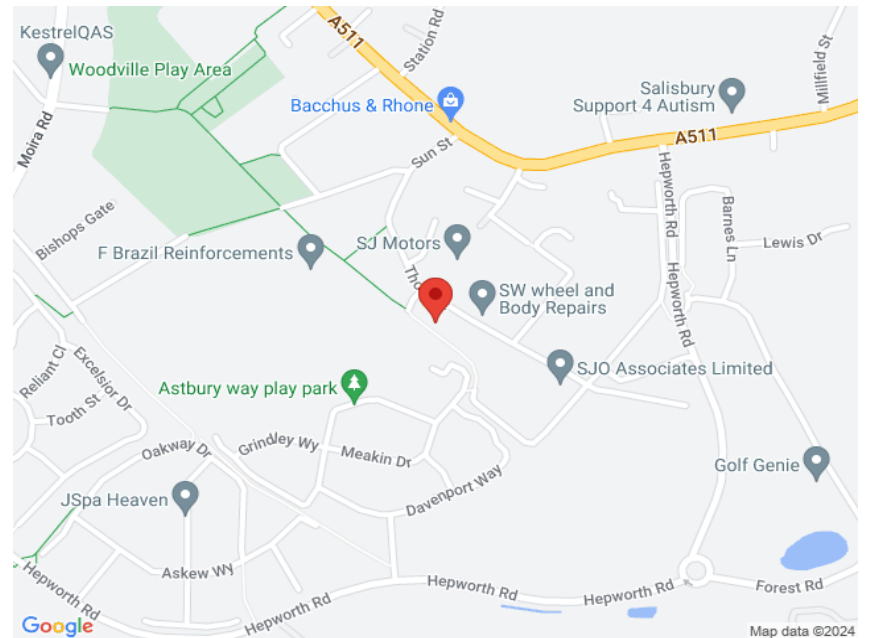 KestrelQAS
A511
Station Rd
Millfield St
Woodville Play Area
Salisbury
Support 4 Autism
Bacchus & Rhone
Moira Rd
A511
Sun St
Hepworth Rd
Barnes Ln
Bishops Gate
F Brazil Reinforcements
SJ Motors
Lewis Dr
SW wheel and
Body Repairs
Hepworth Rd
Reliant Cl
Excelsior Dr
SJO Associates Limited
Astbury way play park
Tooth St
Oakway Dr
Grindley Wy
Meakin Dr
Golf Genie
JSpa Heaven
Davenport Way
Askew Wy
Hepworth Rd
Hepworth Rd
Hepworth Rd
Hepworth Rd
Forest Rd
Google
Map data ©2024